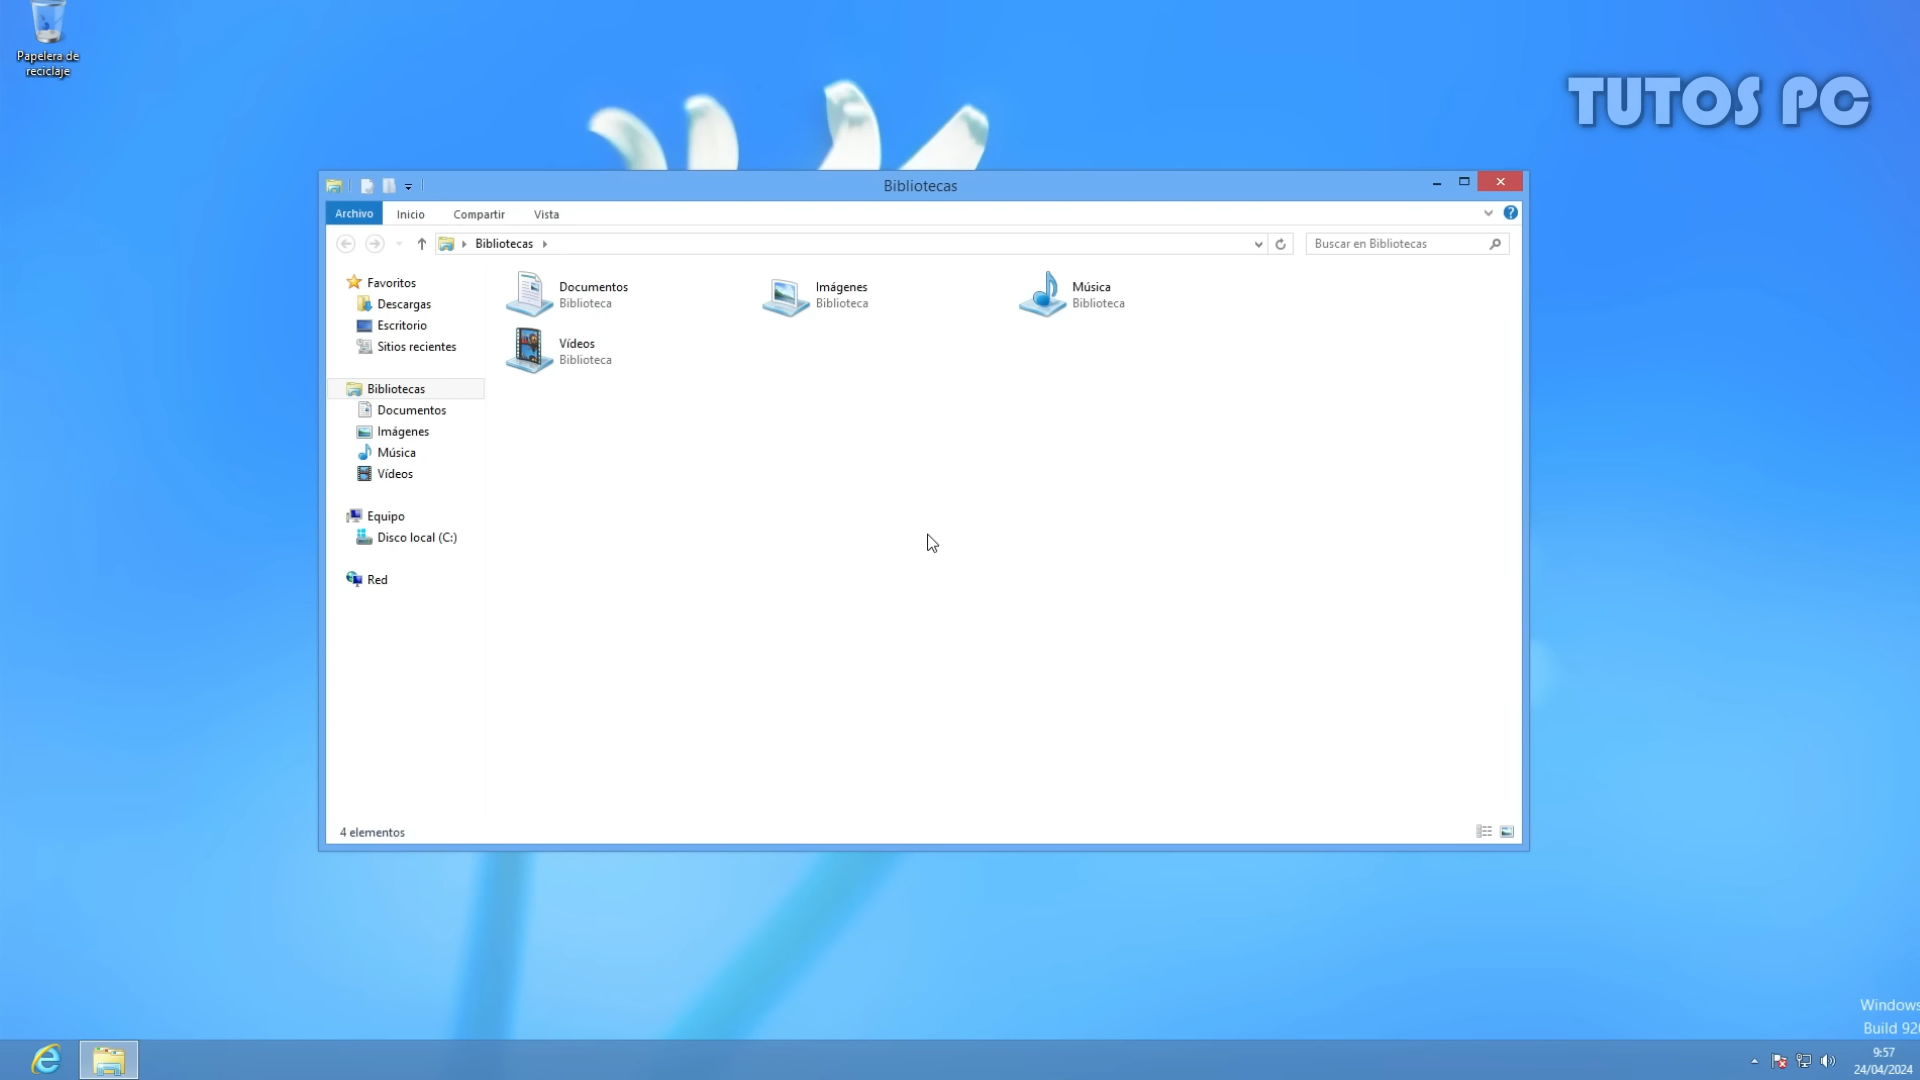 Papelera de
reciclaje
TUTOS PC
Bibliotecas
Archivo
Inicio
Compartir
Vista
Bibliotecas
Buscar en Bibliotecas
Favoritos
Descargas
Escritorio
Sitios recientes
Bibliotecas
Documentos
Imágenes
Música
Vídeos
Equipo
Disco local (C:)
Red
Documentos
Biblioteca
Imágenes
Biblioteca
Música
Biblioteca
Vídeos
Biblioteca
4 elementos
Windows
Build 920
9:57
24/04/2024